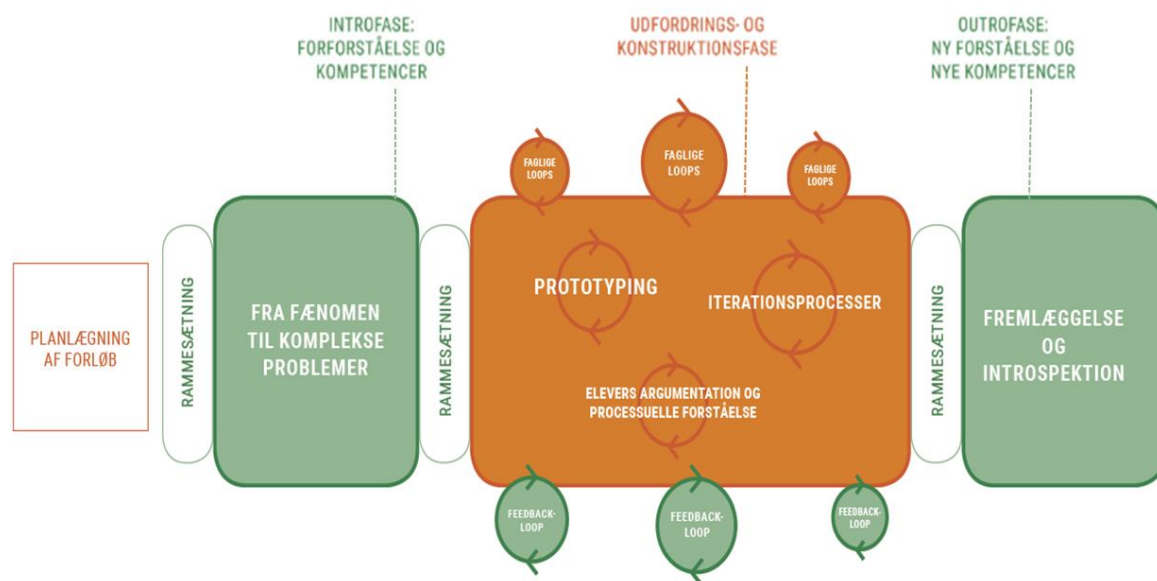 INTROFASE:
FORFORSTÅELSE OG
KOMPETENCER
UDFORDRINGS- OG
KONSTRUKTIONSFASE
OUTROFASE:
NY FORSTÅELSE OG
NYE KOMPETENCER
FAGLIGE
LOOPS
FAGLIGE
LOOPS
FAGLIGE
LOOPS
PLANLÆGNING
AF FORLØB
RAMMESÆTNING
FRA FÆNOMEN
TIL KOMPLEKSE
PROBLEMER
RAMMESÆTNING
PROTOTYPING
ITERATIONSPROCESSER
ELEVERS ARGUMENTATION OG
PROCESSUELLE FORSTÅELSE
RAMMESÆTNING
FREMLÆGGELSE
OG
INTROSPEKTION
FEEDBACK-
LOOP
FEEDBACK-
LOOP
FEEDBACK-
LOOP